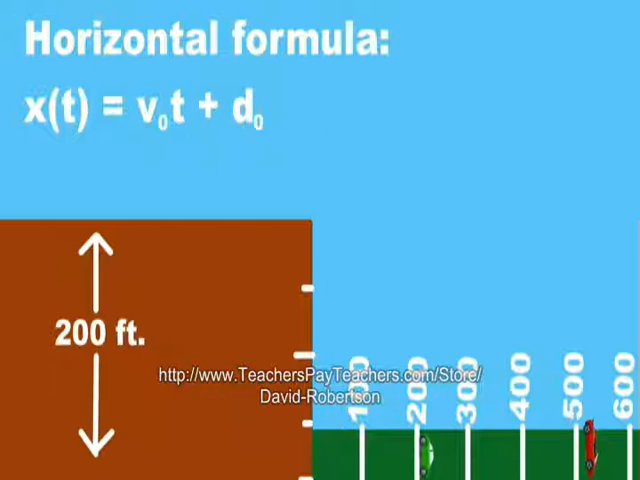 Horizontal formula:
x(t) = v₀t + d₀
200 ft.
http://www.TeachersPayTeachers.com/Store/
David-Robertson
100
200
300
400
500
600